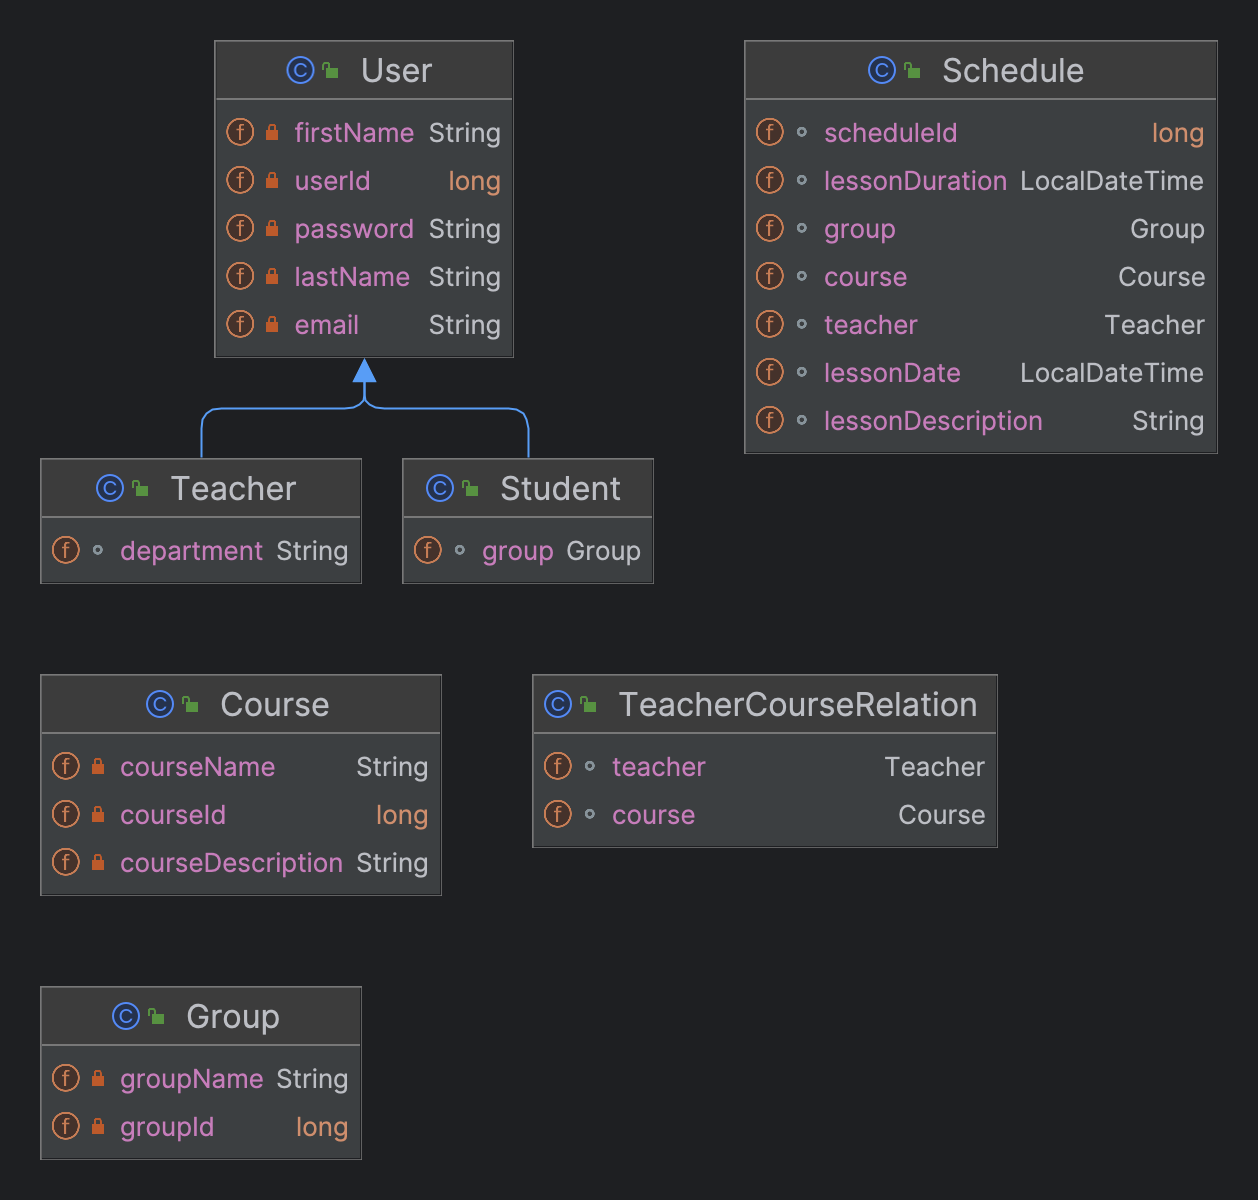 User
firstName String
userId long
password String
lastName String
email String
Schedule
scheduleId long
lessonDuration LocalDateTime
group Group
course Course
teacher Teacher
lessonDate LocalDateTime
lessonDescription String
Teacher
department String
Student
group Group
Course
courseName String
courseId long
courseDescription String
TeacherCourseRelation
teacher Teacher
course Course
Group
groupName String
groupId long